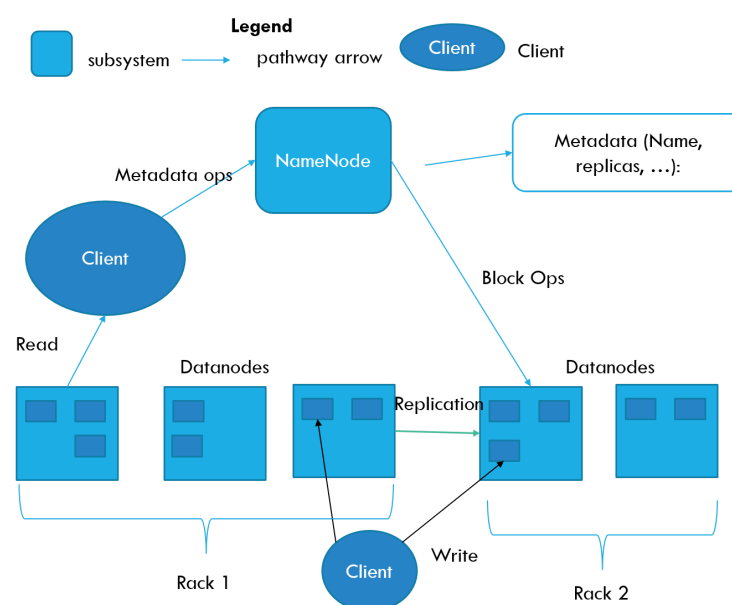 Legend
subsystem
pathway arrow
Client
Client
NameNode
Metadata (Name,
replicas, ...):
Metadata ops
Client
Block Ops
Read
Datanodes
Datanodes
Replication
Client
Write
Rack 1
Rack 2